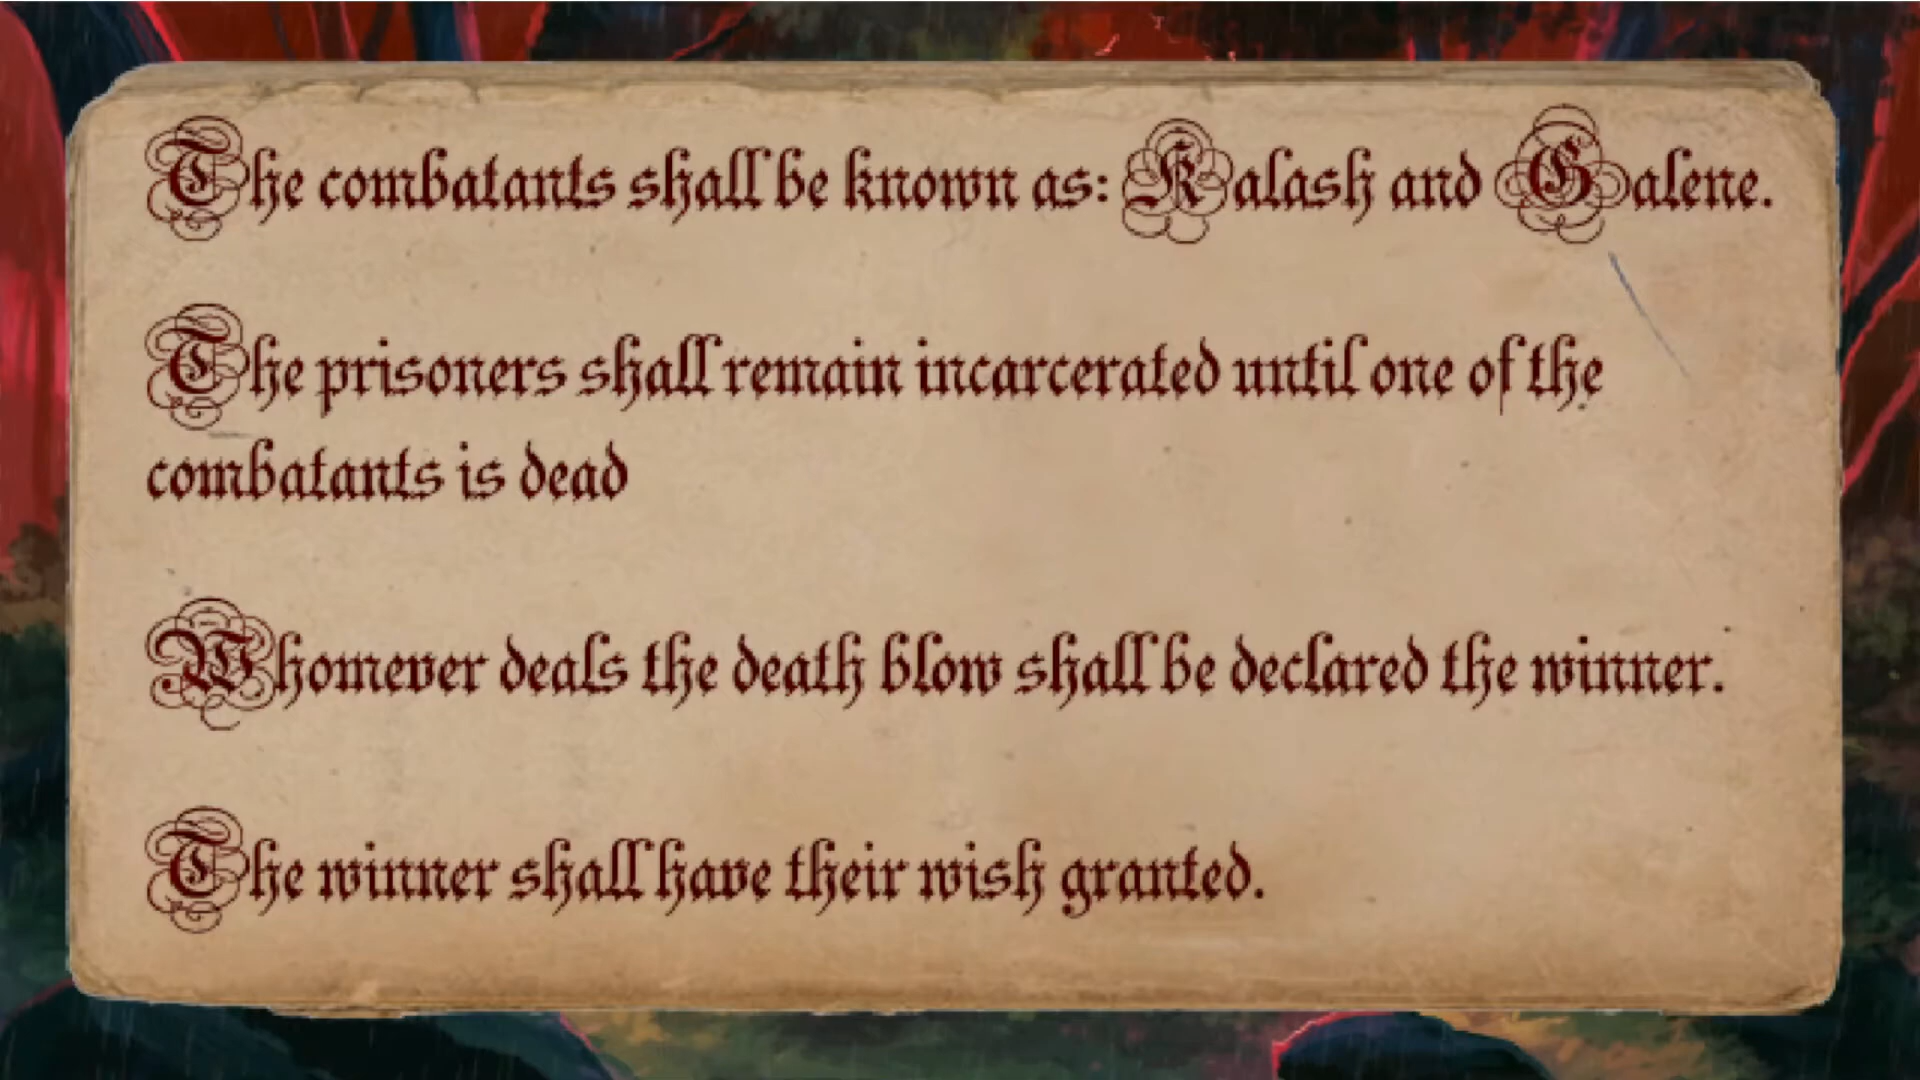 The combatants shall be known as: Kalash and Galene.
The prisoners shall remain incarcerated until one of the
combatants is dead
Whomever deals the death blow shall be declared the winner.
The winner shall have their wish granted.